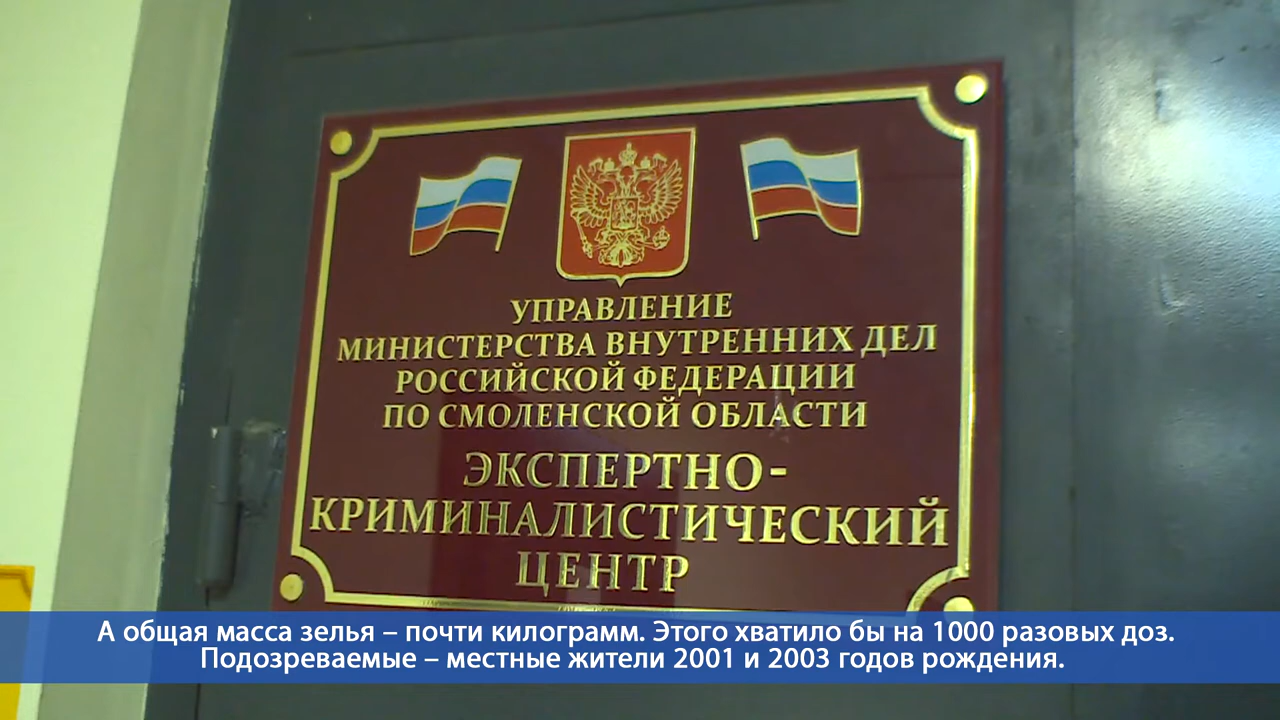 УПРАВЛЕНИЕ
МИНИСТЕРСТВА ВНУТРЕННИХ ДЕЛ
РОССИЙСКОЙ ФЕДЕРАЦИИ
ПО СМОЛЕНСКОЙ ОБЛАСТИ
ЭКСПЕРТНО-
КРИМИНАЛИСТИЧЕСКИЙ
ЦЕНТР
А общая масса зелья – почти килограмм. Этого хватило бы на 1000 разовых доз.
Подозреваемые – местные жители 2001 и 2003 годов рождения.